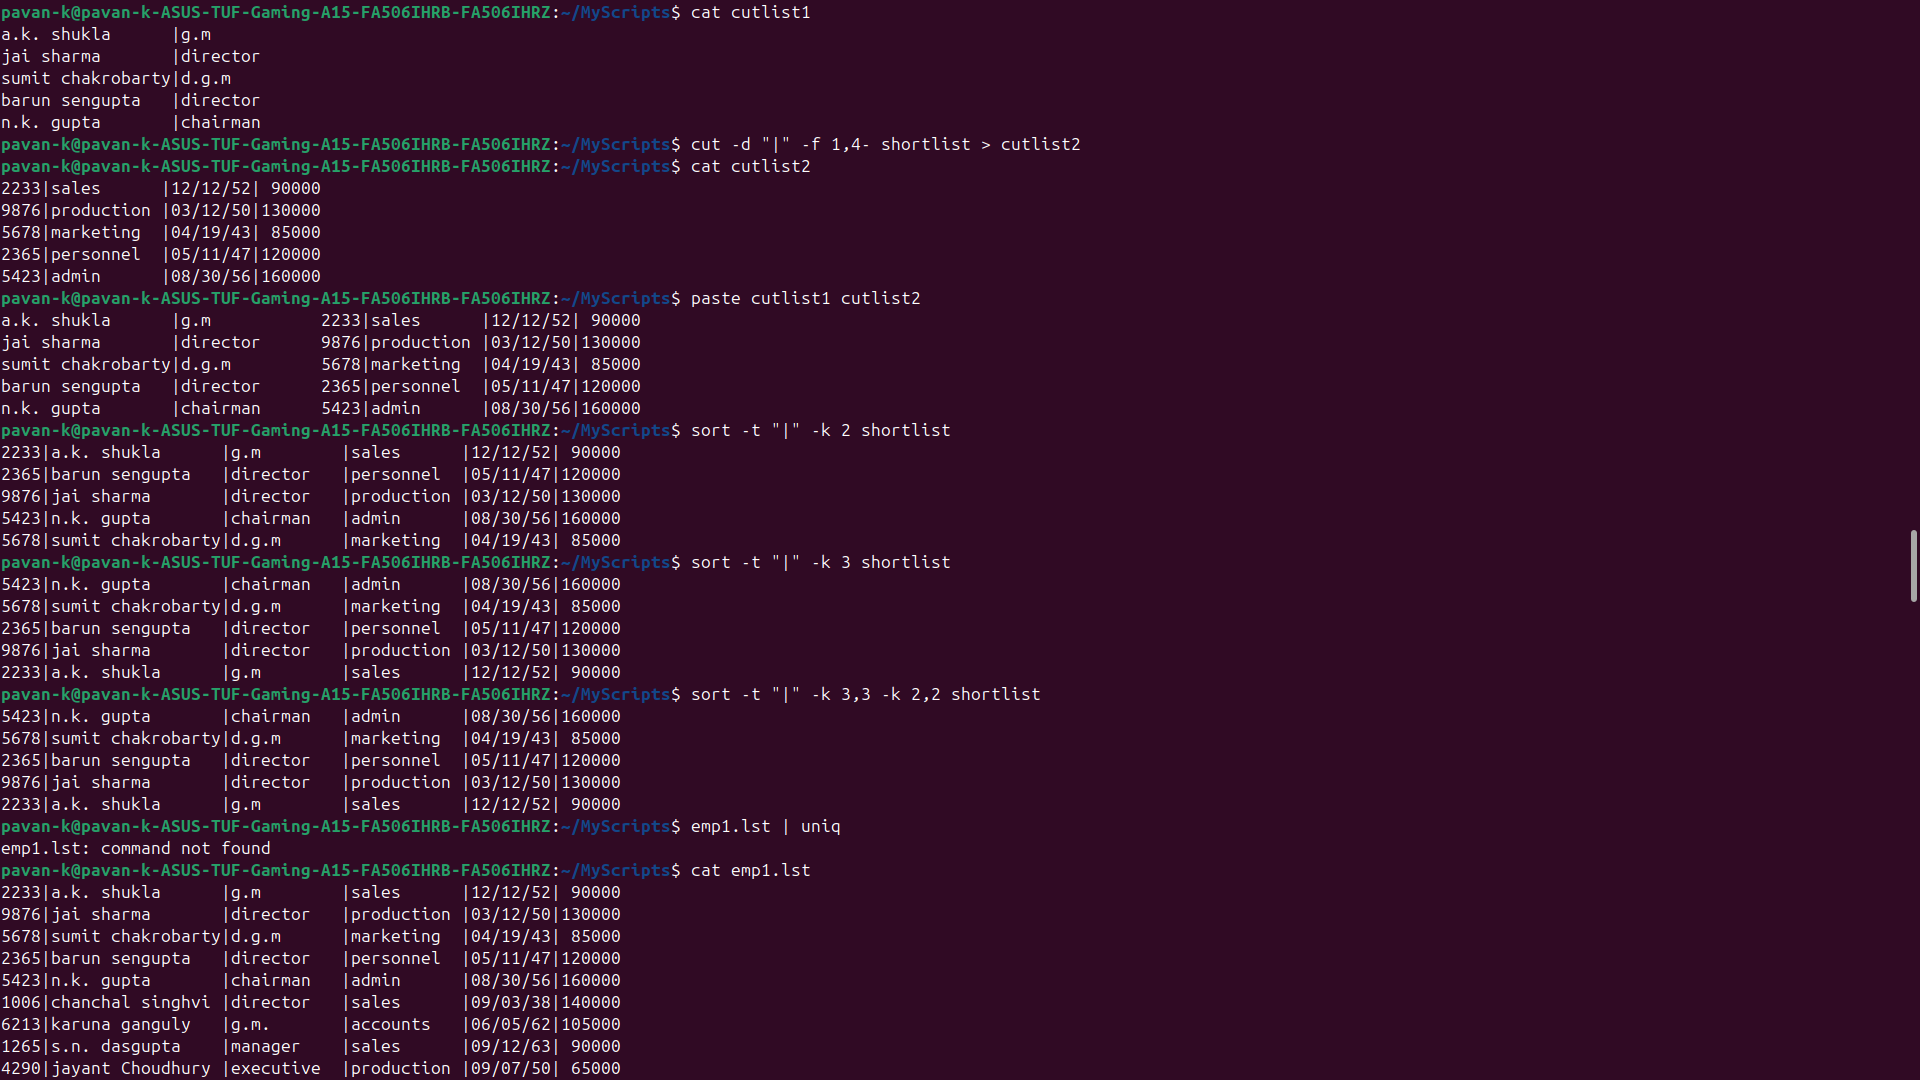 pavan-k@pavan-k-ASUS-TUF-Gaming-A15-FA506IHRB-FA506IHRZ:~/MyScripts$ cat cutlist1
a.k. shukla      |g.m
jai sharma       |director
sumit chakrobarty|d.g.m
barun sengupta   |director
n.k. gupta       |chairman
pavan-k@pavan-k-ASUS-TUF-Gaming-A15-FA506IHRB-FA506IHRZ:~/MyScripts$ cut -d "|" -f 1,4- shortlist > cutlist2
pavan-k@pavan-k-ASUS-TUF-Gaming-A15-FA506IHRB-FA506IHRZ:~/MyScripts$ cat cutlist2
2233|sales      |12/12/52| 90000
9876|production |03/12/50|130000
5678|marketing  |04/19/43| 85000
2365|personnel  |05/11/47|120000
5423|admin      |08/30/56|160000
pavan-k@pavan-k-ASUS-TUF-Gaming-A15-FA506IHRB-FA506IHRZ:~/MyScripts$ paste cutlist1 cutlist2
a.k. shukla      |g.m           2233|sales      |12/12/52| 90000
jai sharma       |director      9876|production |03/12/50|130000
sumit chakrobarty|d.g.m         5678|marketing  |04/19/43| 85000
barun sengupta   |director      2365|personnel  |05/11/47|120000
n.k. gupta       |chairman      5423|admin      |08/30/56|160000
pavan-k@pavan-k-ASUS-TUF-Gaming-A15-FA506IHRB-FA506IHRZ:~/MyScripts$ sort -t "|" -k 2 shortlist
2233|a.k. shukla      |g.m        |sales      |12/12/52| 90000
2365|barun sengupta   |director   |personnel  |05/11/47|120000
9876|jai sharma       |director   |production |03/12/50|130000
5423|n.k. gupta       |chairman   |admin      |08/30/56|160000
5678|sumit chakrobarty|d.g.m      |marketing  |04/19/43| 85000
pavan-k@pavan-k-ASUS-TUF-Gaming-A15-FA506IHRB-FA506IHRZ:~/MyScripts$ sort -t "|" -k 3 shortlist
5423|n.k. gupta       |chairman   |admin      |08/30/56|160000
5678|sumit chakrobarty|d.g.m      |marketing  |04/19/43| 85000
2365|barun sengupta   |director   |personnel  |05/11/47|120000
9876|jai sharma       |director   |production |03/12/50|130000
2233|a.k. shukla      |g.m        |sales      |12/12/52| 90000
pavan-k@pavan-k-ASUS-TUF-Gaming-A15-FA506IHRB-FA506IHRZ:~/MyScripts$ sort -t "|" -k 3,3 -k 2,2 shortlist
5423|n.k. gupta       |chairman   |admin      |08/30/56|160000
5678|sumit chakrobarty|d.g.m      |marketing  |04/19/43| 85000
2365|barun sengupta   |director   |personnel  |05/11/47|120000
9876|jai sharma       |director   |production |03/12/50|130000
2233|a.k. shukla      |g.m        |sales      |12/12/52| 90000
pavan-k@pavan-k-ASUS-TUF-Gaming-A15-FA506IHRB-FA506IHRZ:~/MyScripts$ emp1.lst | uniq
emp1.lst: command not found
pavan-k@pavan-k-ASUS-TUF-Gaming-A15-FA506IHRB-FA506IHRZ:~/MyScripts$ cat emp1.lst
2233|a.k. shukla      |g.m        |sales      |12/12/52| 90000
9876|jai sharma       |director   |production |03/12/50|130000
5678|sumit chakrobarty|d.g.m      |marketing  |04/19/43| 85000
2365|barun sengupta   |director   |personnel  |05/11/47|120000
5423|n.k. gupta       |chairman   |admin      |08/30/56|160000
1006|chanchal singhvi |director   |sales      |09/03/38|140000
6213|karuna ganguly   |g.m.       |accounts   |06/05/62|105000
1265|s.n. dasgupta    |manager    |sales      |09/12/63| 90000
4290|jayant Choudhury |executive  |production |09/07/50| 65000